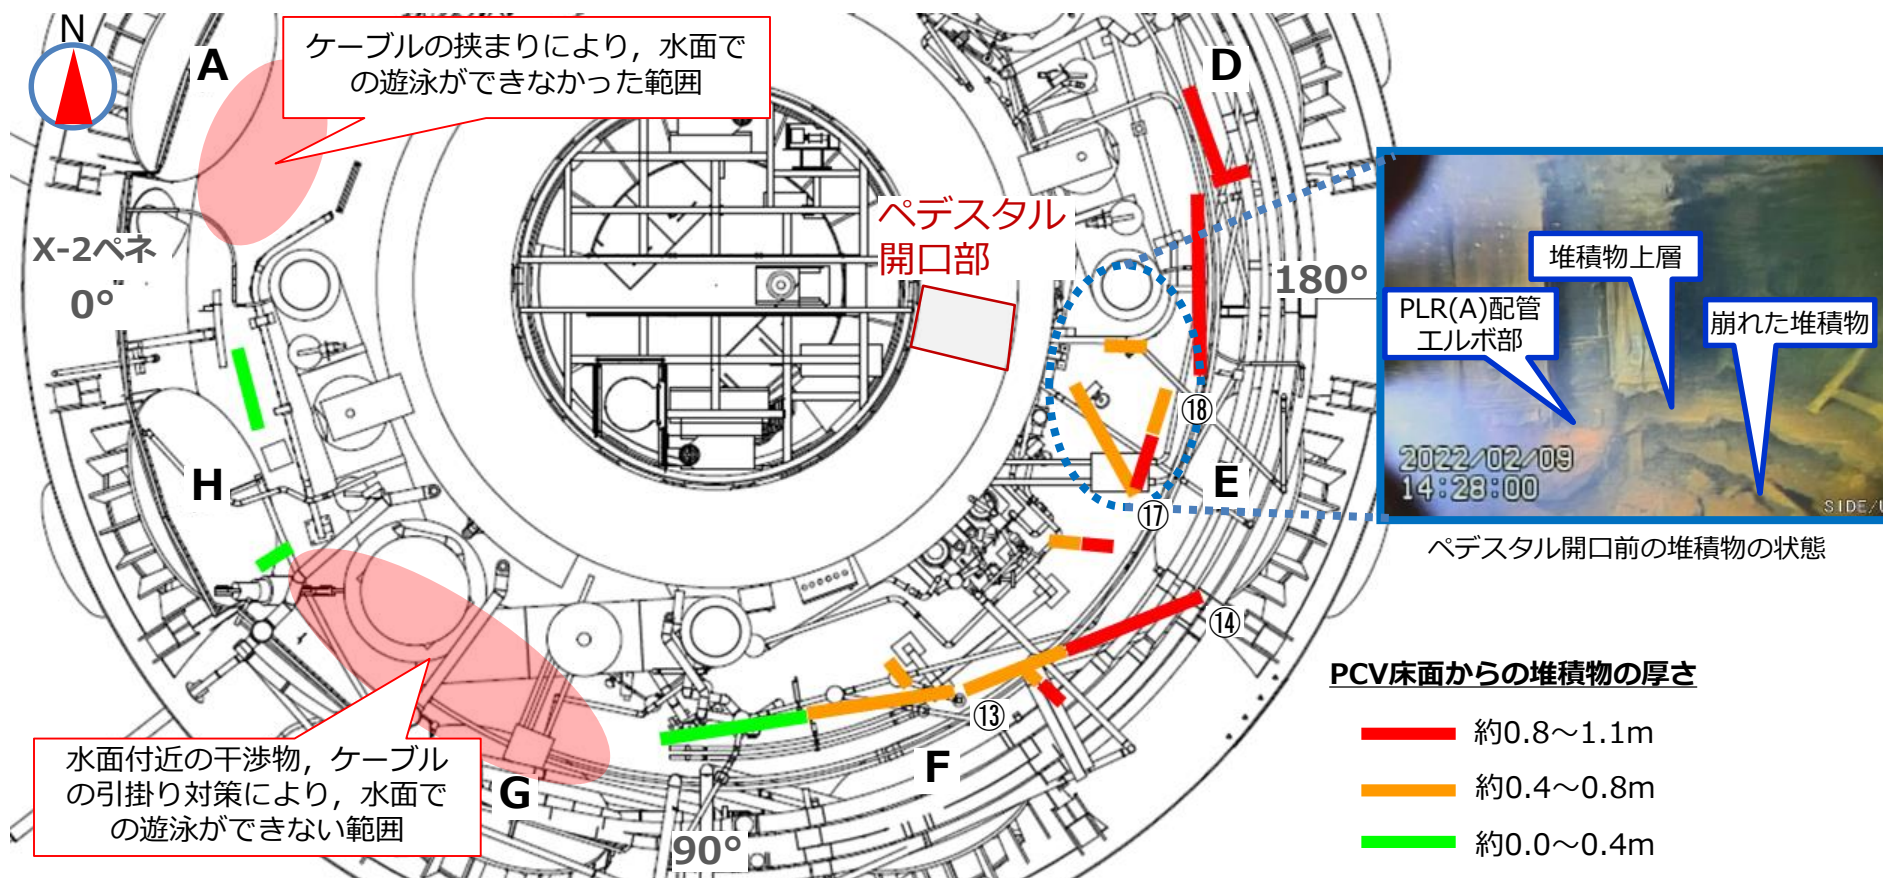 N
A
ケーブルの挟まりにより，水面で
の遊泳ができなかった範囲
D
ペデスタル
開口部
X-2ペネ
0°
180°
堆積物上層
PLR(A)配管
エルボ部
崩れた堆積物
⑱
H
E
2022/02/09
14:28:00
⑰
ペデスタル開口前の堆積物の状態
⑭
PCV床面からの堆積物の厚さ
⑬
約0.8～1.1m
F
水面付近の干渉物，ケーブル
の引掛り対策により，水面で
の遊泳ができない範囲
G
約0.4～0.8m
90°
約0.0～0.4m